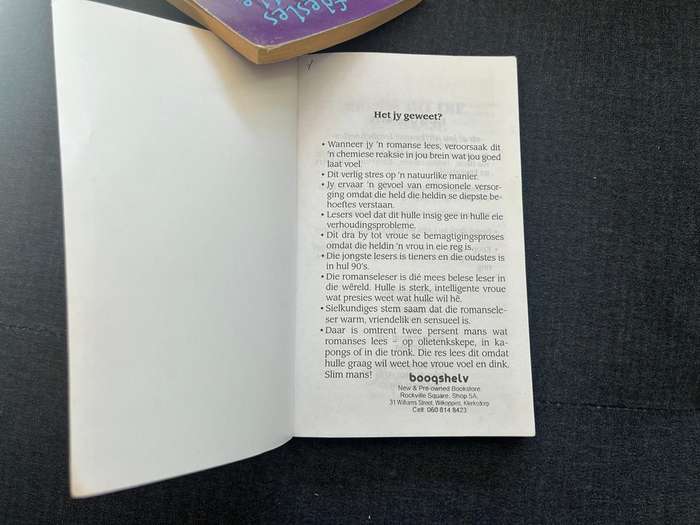 Het jy geweet?
• Wanneer jy 'n romanse lees, veroorsaak dit
'n chemiese reaksie in jou brein wat jou goed
laat voel.
• Dit verlig stres op 'n natuurlike manier.
• Jy ervaar 'n gevoel van emosionele versor-
ging omdat die held die heldin se diepste be-
hoeftes verstaan.
• Lesers voel dat dit hulle insig gee in hulle eie
verhoudingsprobleme.
• Dit dra by tot vroue se bemagtigingsproses
omdat die heldin 'n vrou in eie reg is.
• Die jongste lesers is tieners en die oudstes is
in hul 90's.
• Die romanseleser is dié mees belese leser in
die wêreld. Hulle is sterk, intelligente vroue
wat presies weet wat hulle wil hê.
• Sielkundiges stem saam dat die romansele-
ser warm, vriendelik en sensueel is.
• Daar is omtrent twee persent mans wat
romanses lees – op olietenkskepe, in ka-
pongs of in die tronk. Die res lees dit omdat
hulle graag wil weet hoe vroue voel en dink.
Slim mans!
booqshelv
New & Pre-owned Bookstore
Rockville Square, Shop 5A,
31 Williams Street, Wilkoppies, Klerksdorp
Cell: 060 814 8423